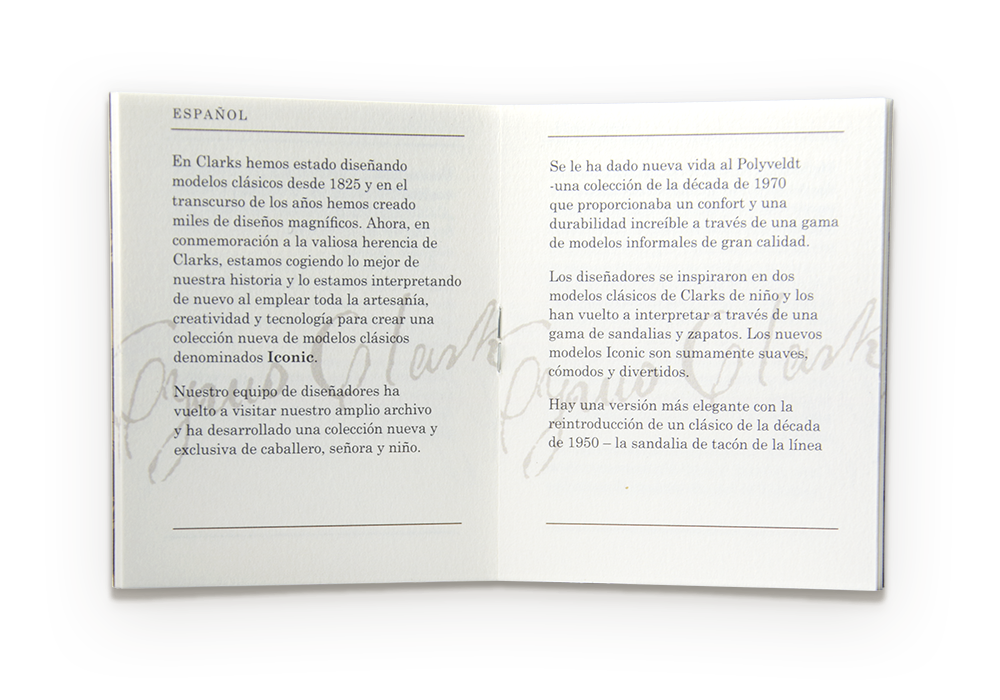 ESPAÑOL
En Clarks hemos estado diseñando
modelos clásicos desde 1825 y en el
transcurso de los años hemos creado
miles de diseños magníficos. Ahora, en
conmemoración a la valiosa herencia de
Clarks, estamos cogiendo lo mejor de
nuestra historia y lo estamos interpretando
de nuevo al emplear toda la artesanía,
creatividad y tecnología para crear una
colección nueva de modelos clásicos
denominados Iconic.
Nuestro equipo de diseñadores ha
vuelto a visitar nuestro amplio archivo
y ha desarrollado una colección nueva y
exclusiva de caballero, señora y niño.
Se le ha dado nueva vida al Polyveldt
-una colección de la década de 1970
que proporcionaba un confort y una
durabilidad increíble a través de una gama
de modelos informales de gran calidad.
Los diseñadores se inspiraron en dos
modelos clásicos de Clarks de niño y los
han vuelto a interpretar a través de una
gama de sandalias y zapatos. Los nuevos
modelos Iconic son sumamente suaves,
cómodos y divertidos.
Hay una versión más elegante con la
reintroducción de un clásico de la década
de 1950 – la sandalia de tacón de la línea